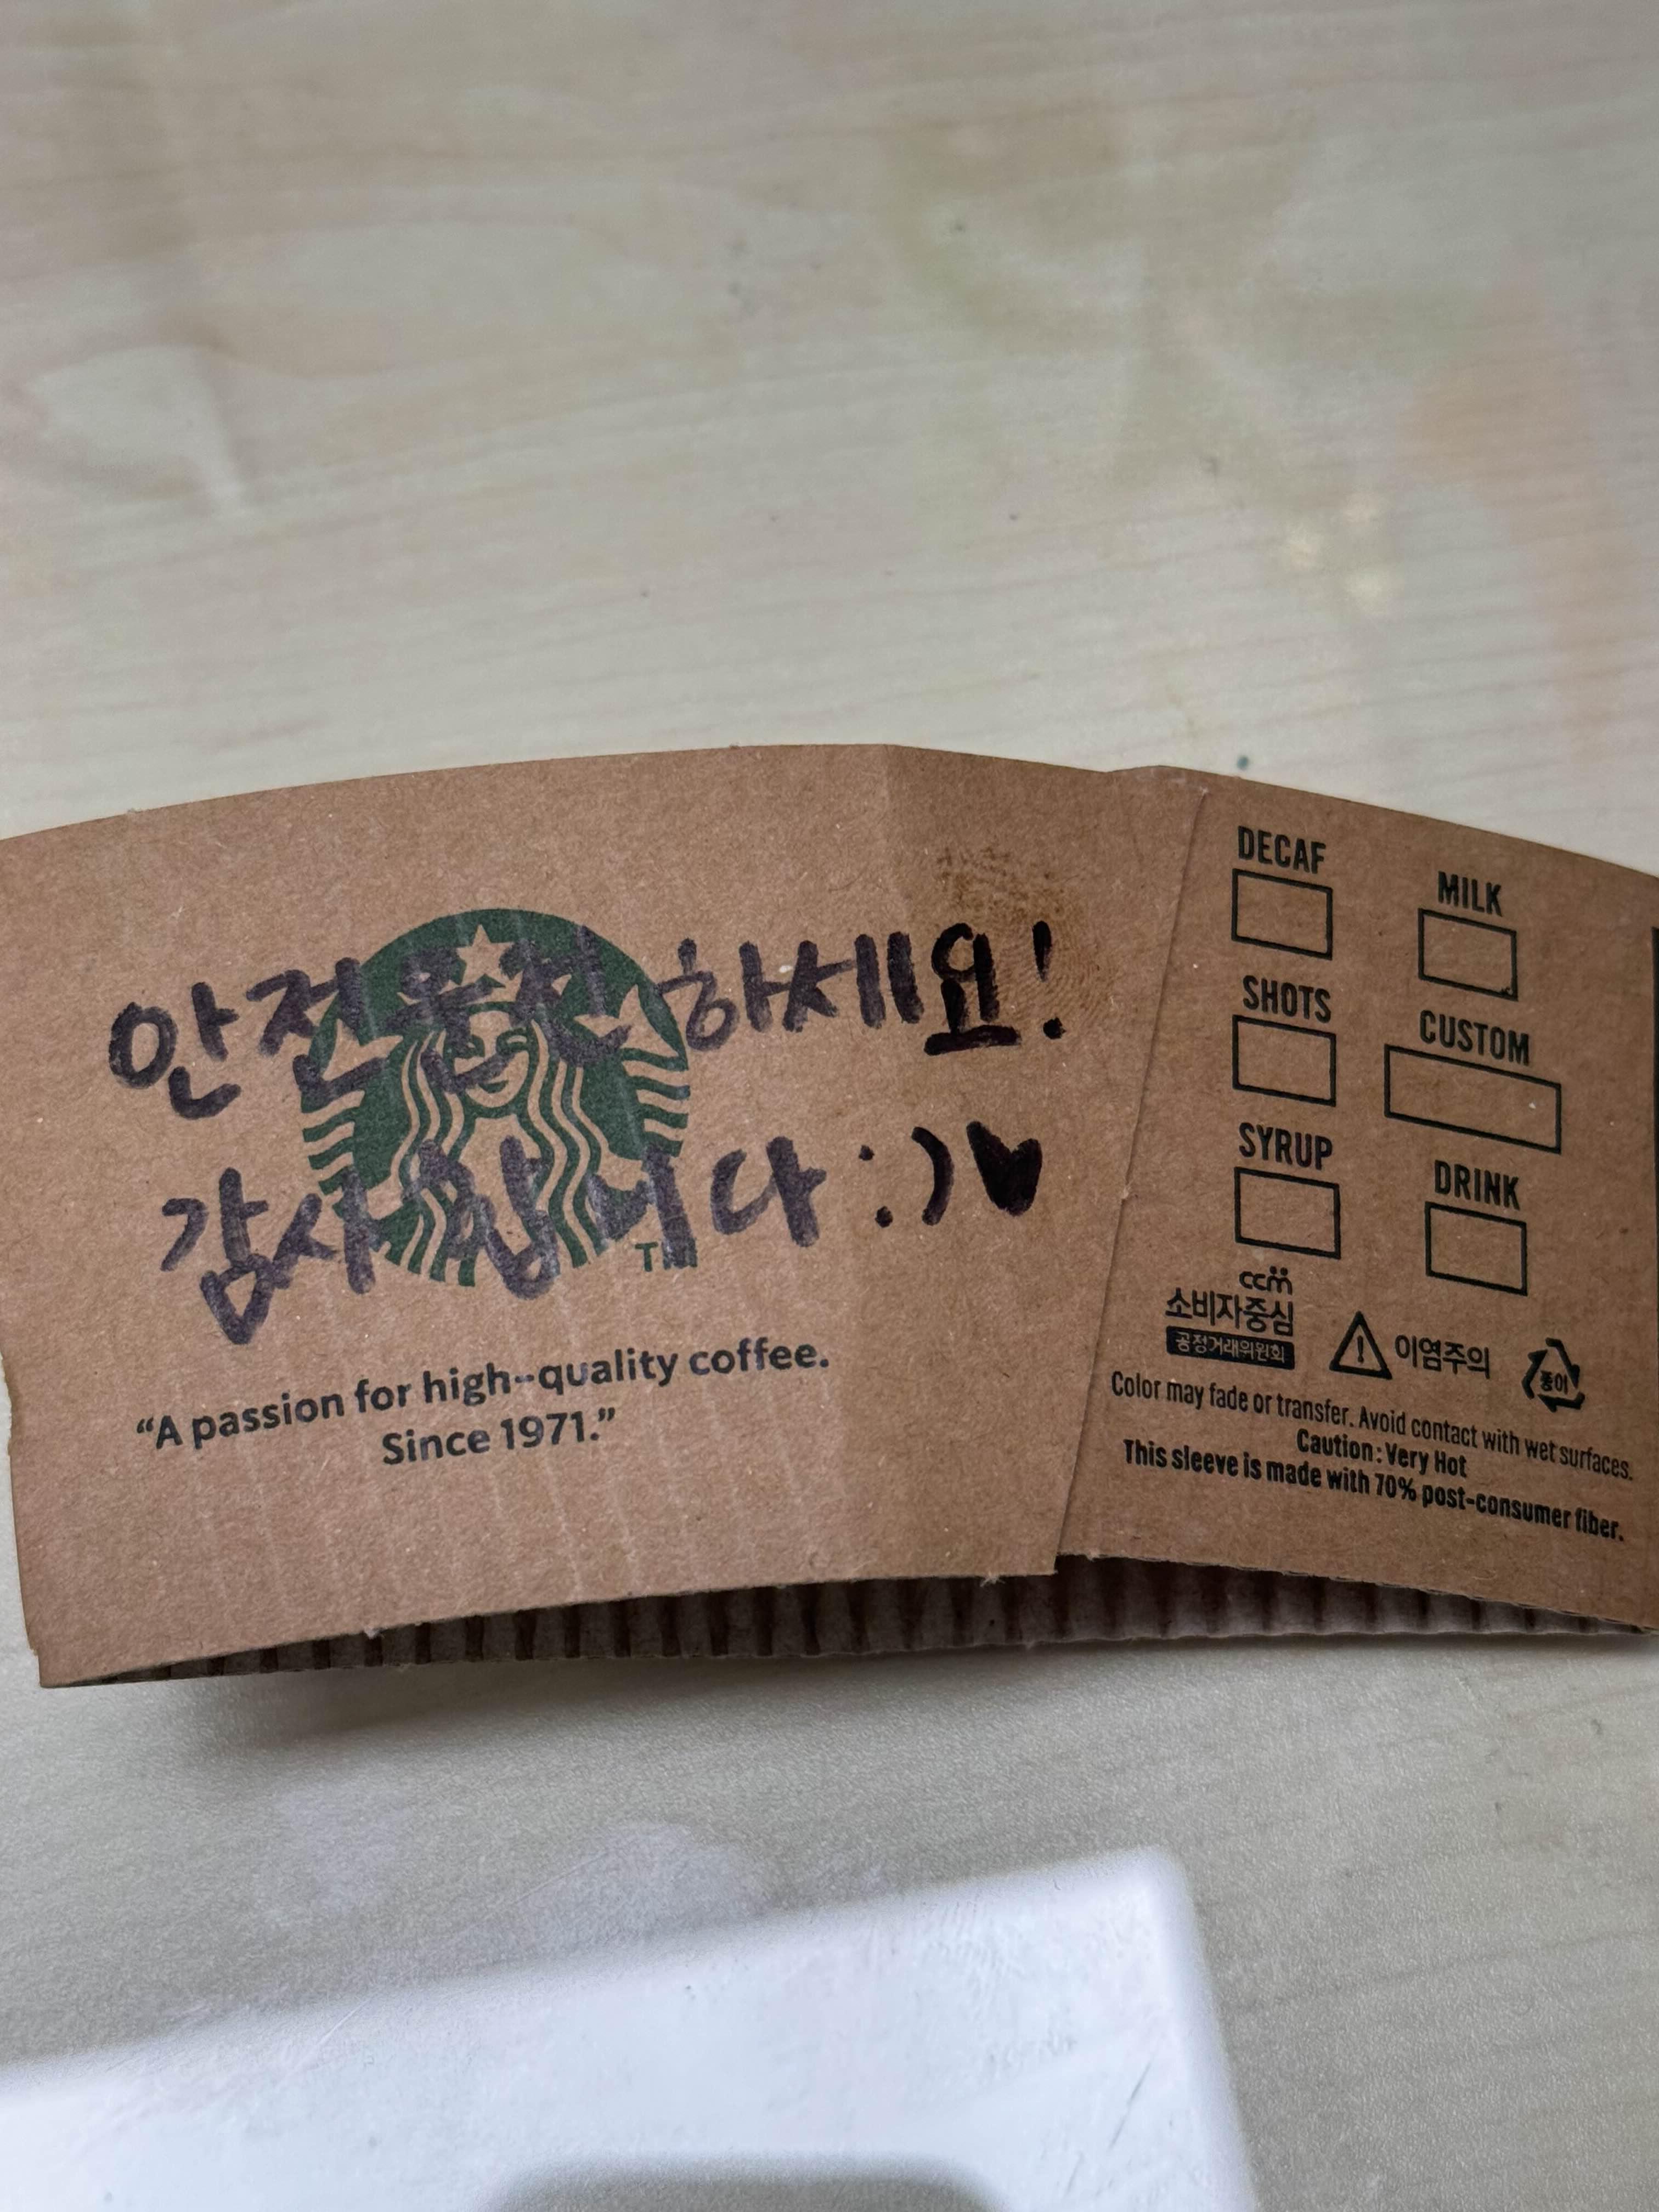 안전운전 하세요!
감사합니다 :)♥
TM
“A passion for high-quality coffee.
Since 1971.”
DECAF
MILK
SHOTS
CUSTOM
SYRUP
DRINK
ccm
소비자중심
공정거래위원회
이염주의
종이
Color may fade or transfer. Avoid contact with wet surfaces.
Caution: Very Hot
This sleeve is made with 70% post-consumer fiber.